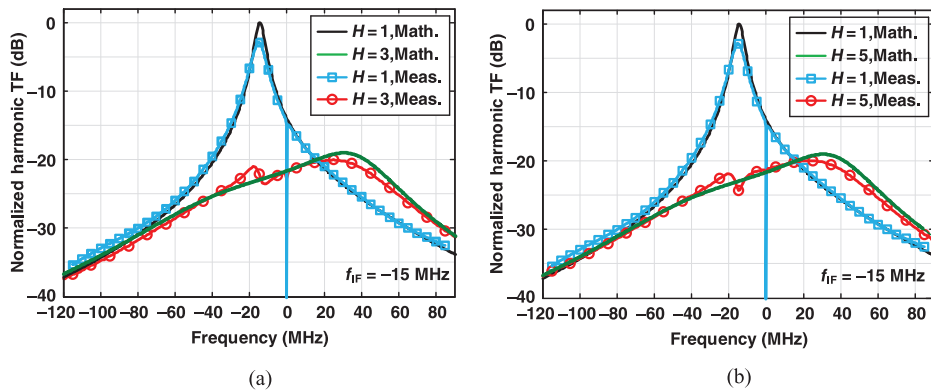 Normalized harmonic TF (dB)
0
−10
−20
−30
−40
H = 1, Math.
H = 3, Math.
H = 1, Meas.
H = 3, Meas.
f_IF = −15 MHz
−120 −100 −80 −60 −40 −20 0 20 40 60 80
Frequency (MHz)
(a)
Normalized harmonic TF (dB)
0
−10
−20
−30
−40
H = 1, Math.
H = 5, Math.
H = 1, Meas.
H = 5, Meas.
f_IF = −15 MHz
−120 −100 −80 −60 −40 −20 0 20 40 60 80
Frequency (MHz)
(b)